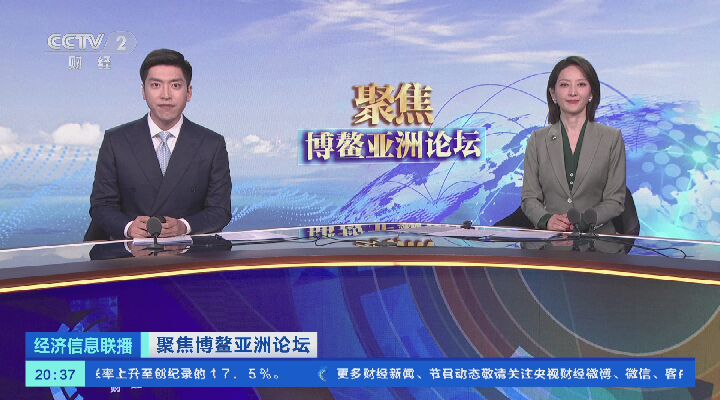 CCTV 2
财经
聚焦
博鳌亚洲论坛
经济信息联播
聚焦博鳌亚洲论坛
20:37
率上升至创纪录的17.5%。
更多财经新闻、节目动态敬请关注央视财经微博、微信、客户